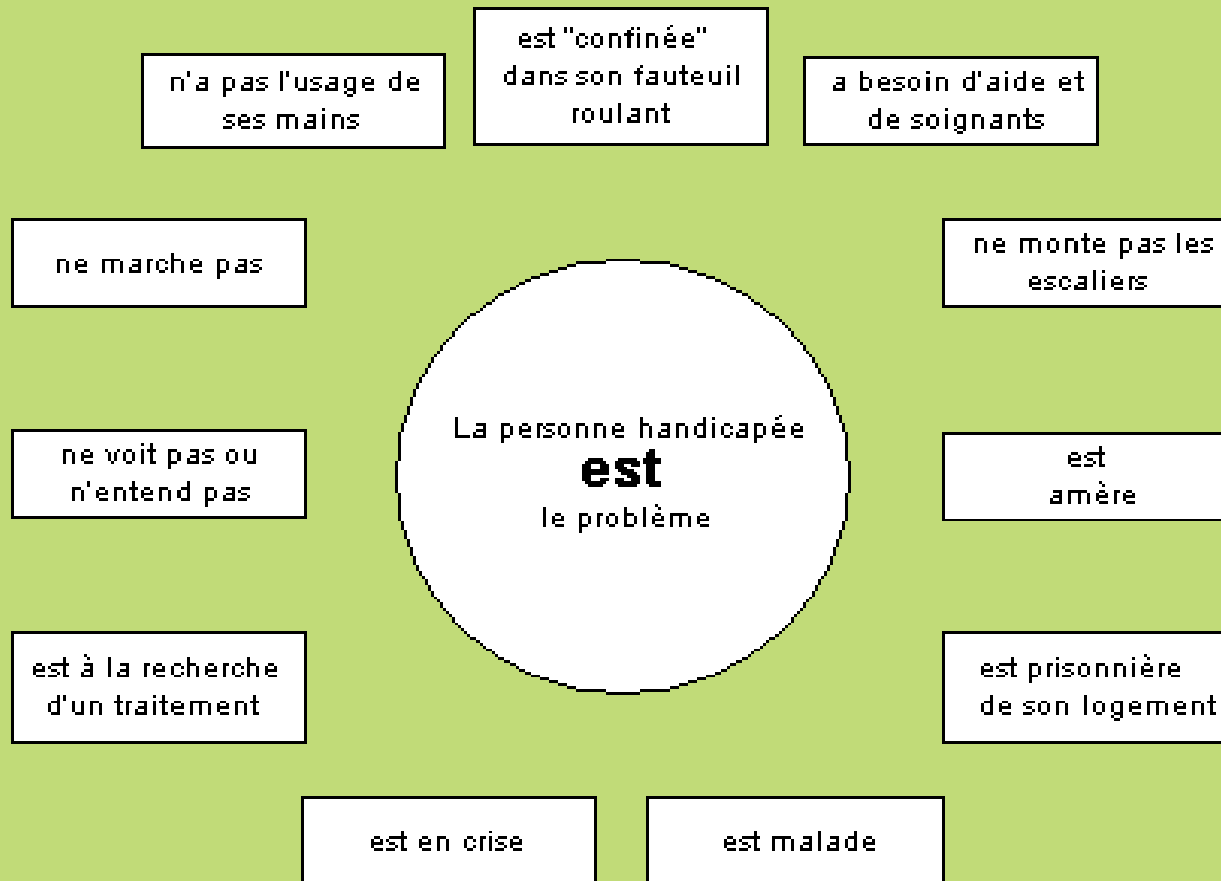 est "confinée"
dans son fauteuil
roulant
n'a pas l'usage de
ses mains
a besoin d'aide et
de soignants
ne marche pas
ne monte pas les
escaliers
La personne handicapée
est
le problème
ne voit pas ou
n'entend pas
est
amère
est à la recherche
d'un traitement
est prisonnière
de son logement
est en crise
est malade